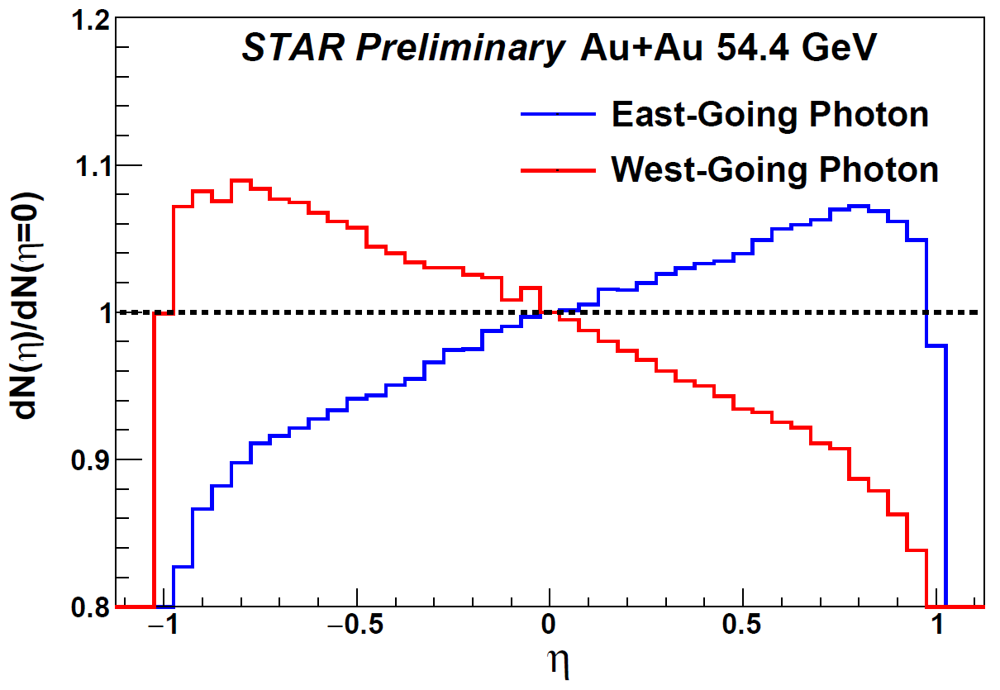 STAR Preliminary Au+Au 54.4 GeV
East-Going Photon
West-Going Photon
dN(η)/dN(η=0)
1.2
1.1
1
0.9
0.8
−1 −0.5 0 0.5 1
η